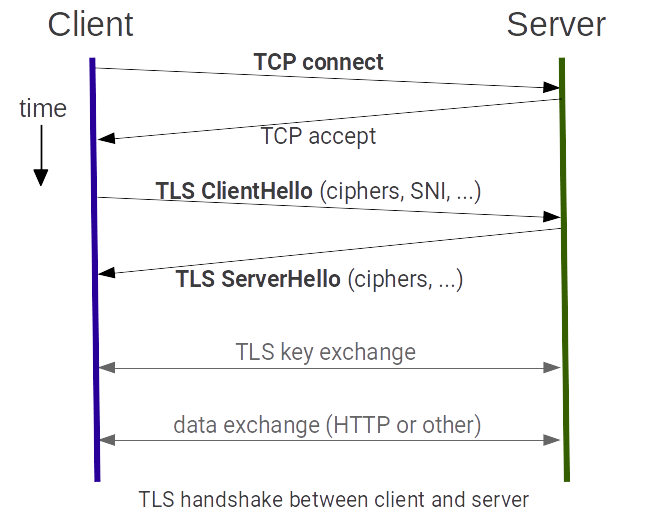 Client
Server
TCP connect
time
TCP accept
TLS ClientHello (ciphers, SNI, ...)
TLS ServerHello (ciphers, ...)
TLS key exchange
data exchange (HTTP or other)
TLS handshake between client and server